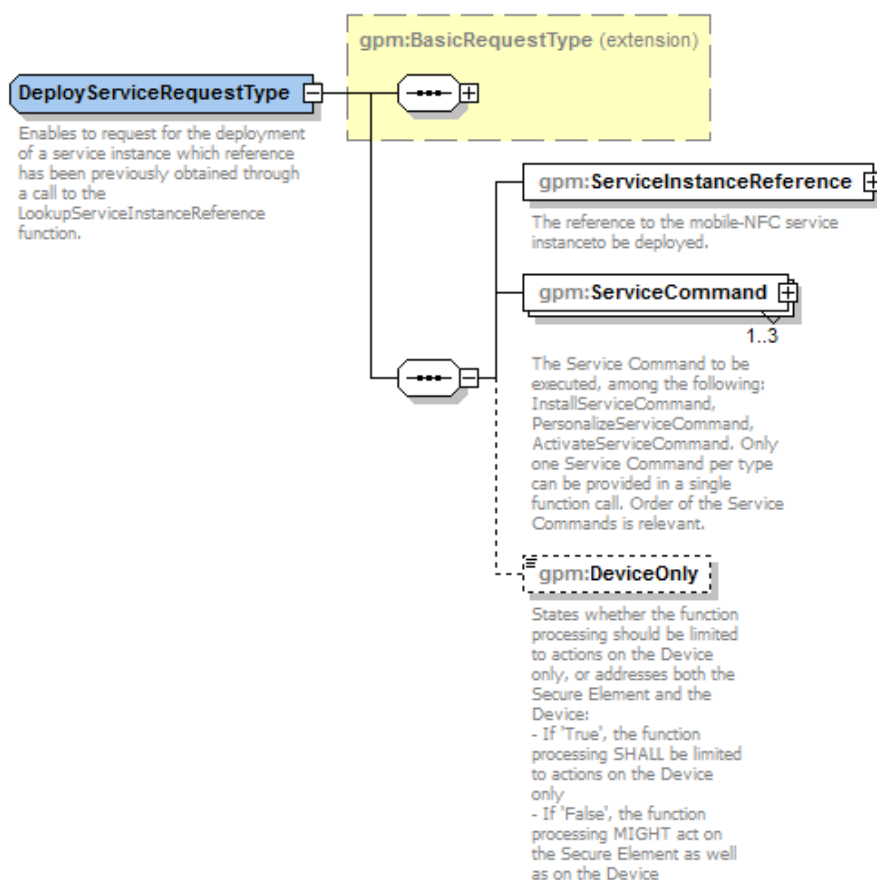 gpm:BasicRequestType (extension)
DeployServiceRequestType
Enables to request for the deployment
of a service instance which reference
has been previously obtained through
a call to the
LookupServiceInstanceReference
function.
gpm:ServiceInstanceReference
The reference to the mobile-NFC service
instanceto be deployed.
gpm:ServiceCommand
1..3
The Service Command to be
executed, among the following:
InstallServiceCommand,
PersonalizeServiceCommand,
ActivateServiceCommand. Only
one Service Command per type
can be provided in a single
function call. Order of the Service
Commands is relevant.
gpm:DeviceOnly
States whether the function
processing should be limited
to actions on the Device
only, or addresses both the
Secure Element and the
Device:
- If 'True', the function
processing SHALL be limited
to actions on the Device
only
- If 'False', the function
processing MIGHT act on
the Secure Element as well
as on the Device